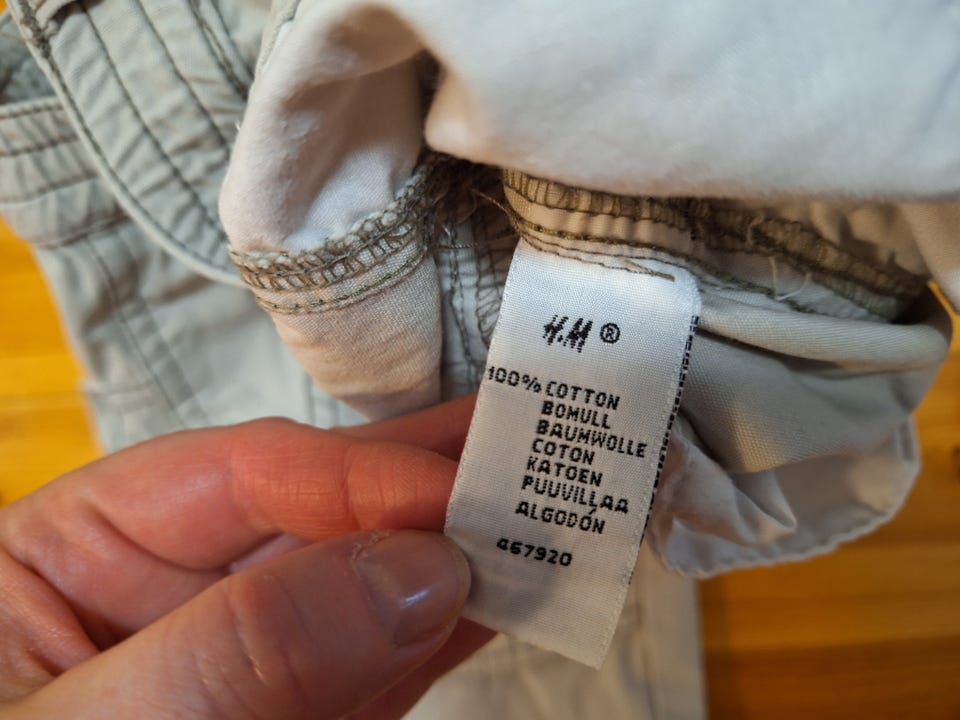 H.M ®
100% COTTON
BOMULL
BAUMWOLLE
COTON
KATOEN
PUUVILLAA
ALGODÓN
467920